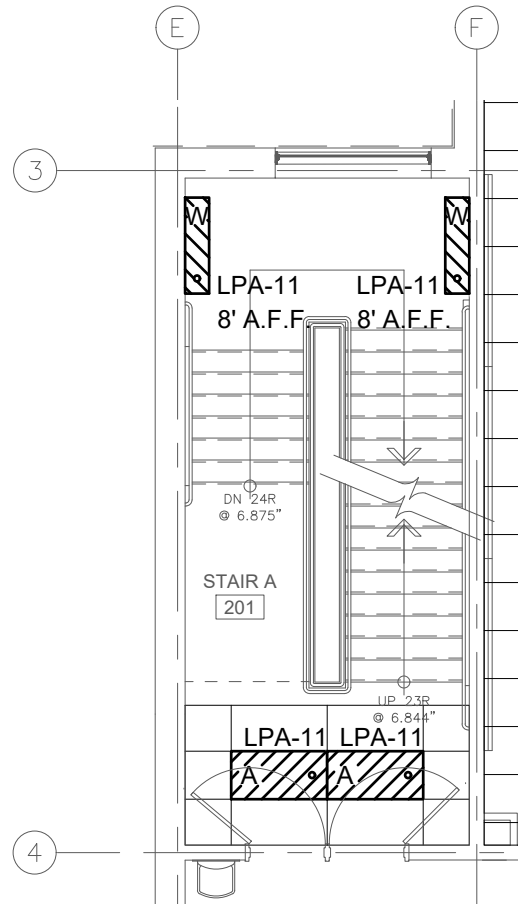 E F
3
W W
LPA-11 LPA-11
8' A.F.F. 8' A.F.F.
DN 24R
@ 6.875"
STAIR A
201
UP 23R
@ 6.844"
LPA-11 LPA-11
A A
4